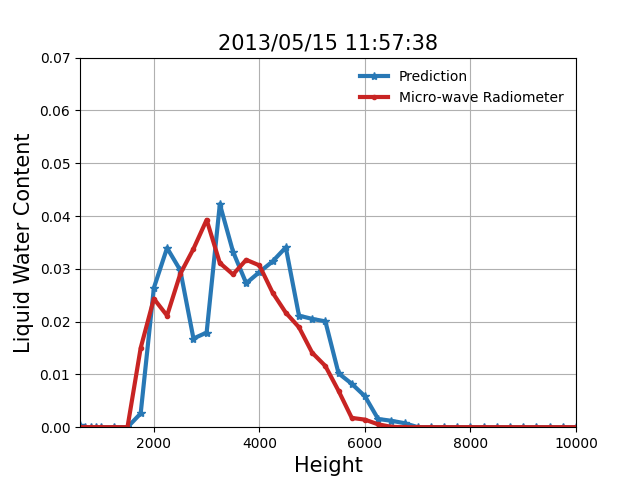 2013/05/15 11:57:38
0.07
0.06
0.05
0.04
0.03
0.02
0.01
0.00
Liquid Water Content
Prediction
Micro-wave Radiometer
2000 4000 6000 8000 10000
Height